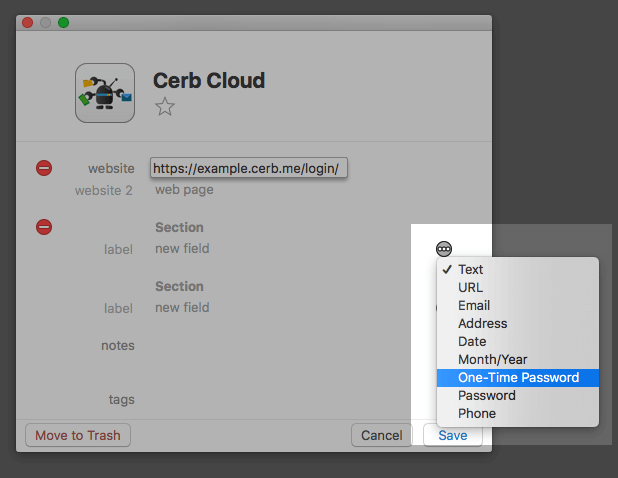 Cerb Cloud
website https://example.cerb.me/login/
website 2 web page
Section
label new field
Section
label new field
notes
tags
Move to Trash Cancel Save
✓ Text
URL
Email
Address
Date
Month/Year
One-Time Password
Password
Phone